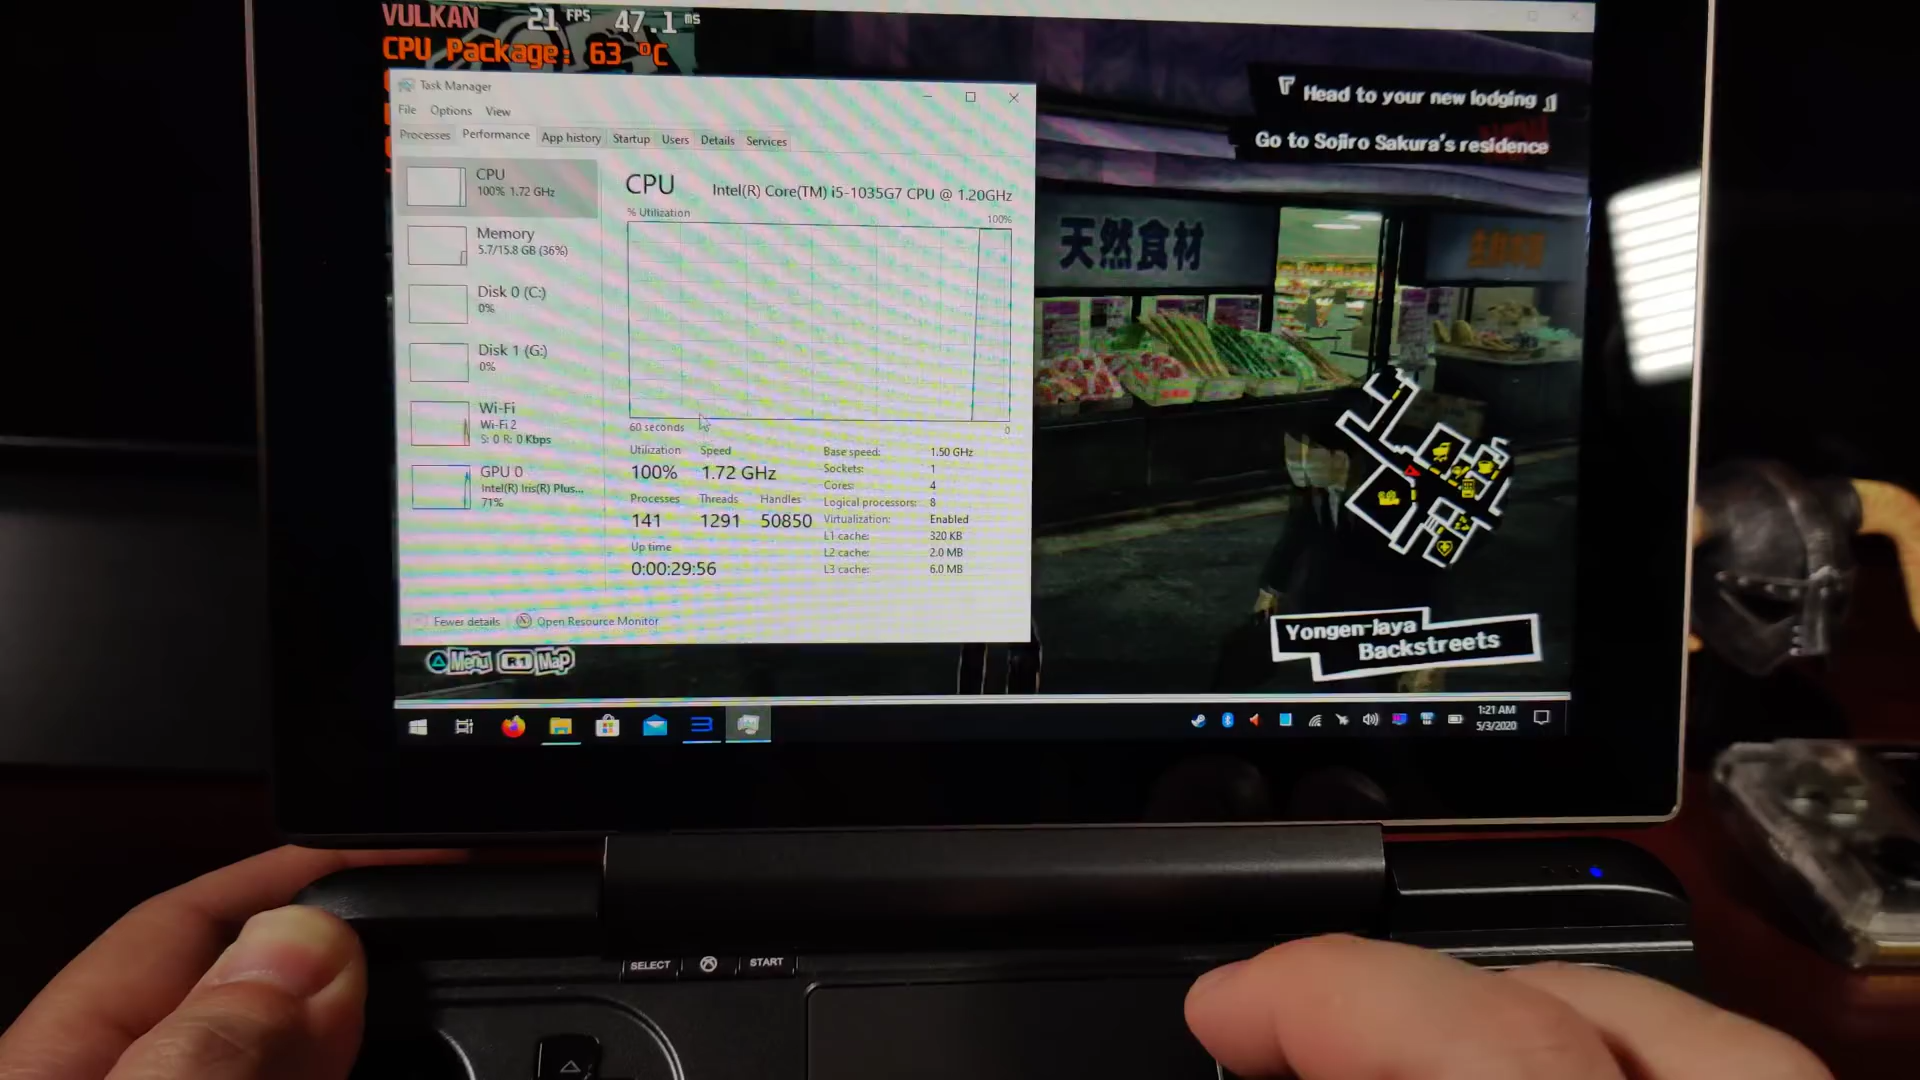 VULKAN 21 FPS 47.1 ms
CPU Package: 63 °C
Task Manager
File Options View
Processes Performance App history Startup Users Details Services
CPU
100% 1.72 GHz
Memory
5.7/15.8 GB (36%)
Disk 0 (C:)
0%
Disk 1 (G:)
0%
Wi-Fi
Wi-Fi 2
S: 0 R: 0 Kbps
GPU 0
Intel(R) Iris(R) Plus...
71%
CPU Intel(R) Core(TM) i5-1035G7 CPU @ 1.20GHz
% Utilization 100%
60 seconds 0
Utilization Speed
100% 1.72 GHz
Processes Threads Handles
141 1291 50850
Up time
0:00:29:56
Base speed: 1.50 GHz
Sockets: 1
Cores: 4
Logical processors: 8
Virtualization: Enabled
L1 cache: 320 KB
L2 cache: 2.0 MB
L3 cache: 6.0 MB
Fewer details Open Resource Monitor
Head to your new lodging
Go to Sojiro Sakura's residence
天然食材
Yongen-Jaya
Backstreets
Menu R1 Map
1:21 AM
5/3/2020
SELECT START